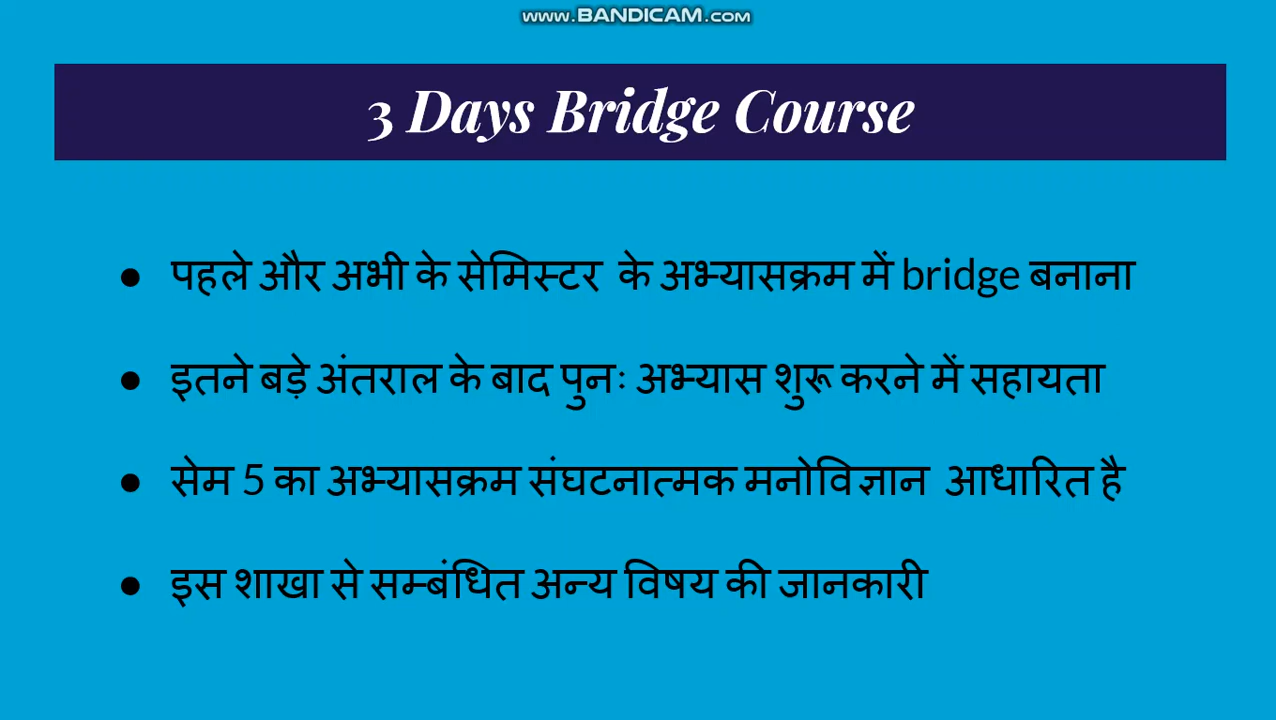 www.BANDICAM.com
3 Days Bridge Course
● पहले और अभी के सेमिस्टर के अभ्यासक्रम में bridge बनाना
● इतने बड़े अंतराल के बाद पुनः अभ्यास शुरू करने में सहायता
● सेम 5 का अभ्यासक्रम संघटनात्मक मनोविज्ञान आधारित है
● इस शाखा से सम्बंधित अन्य विषय की जानकारी